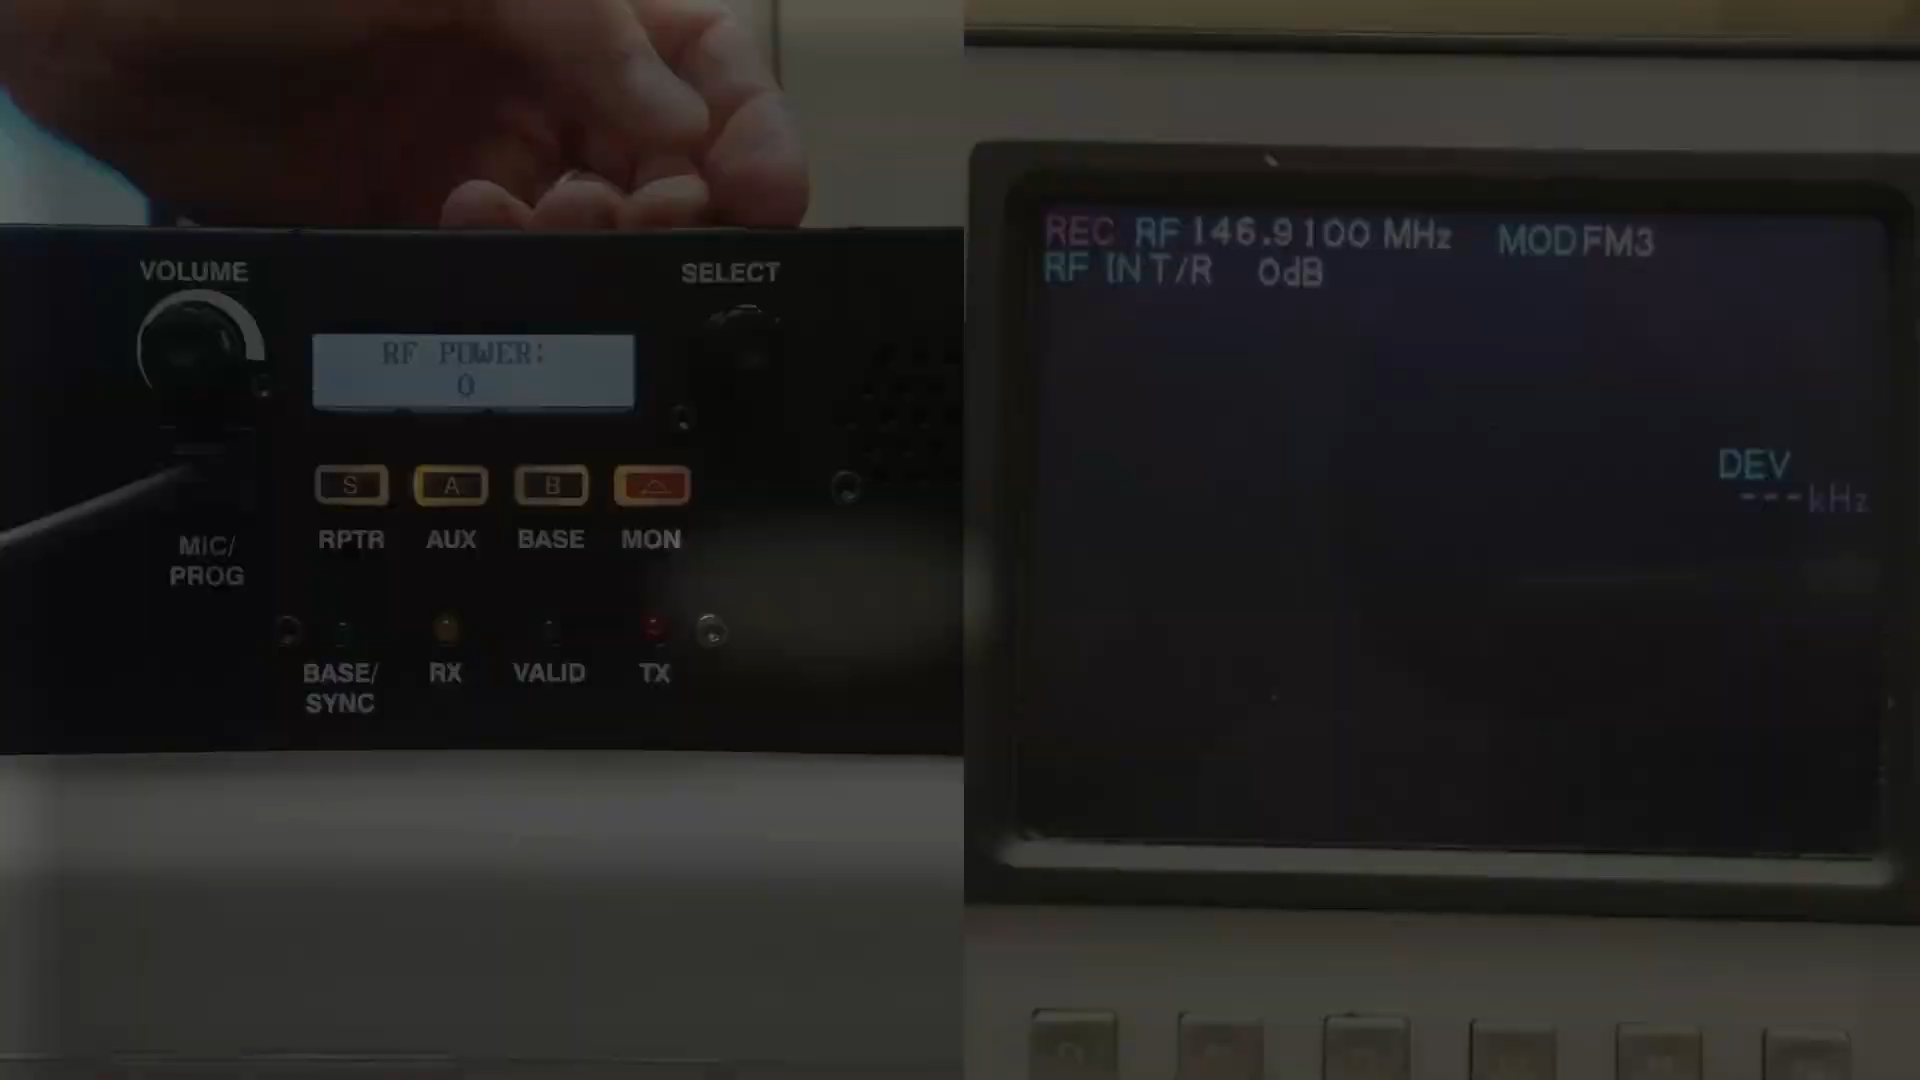 VOLUME
SELECT
RF POWER:
0
S A B
RPTR AUX BASE MON
MIC/
PROG
BASE/
SYNC
RX VALID TX
REC RF 146.9100 MHz MOD FM3
RF IN T/R 0dB
DEV
---kHz